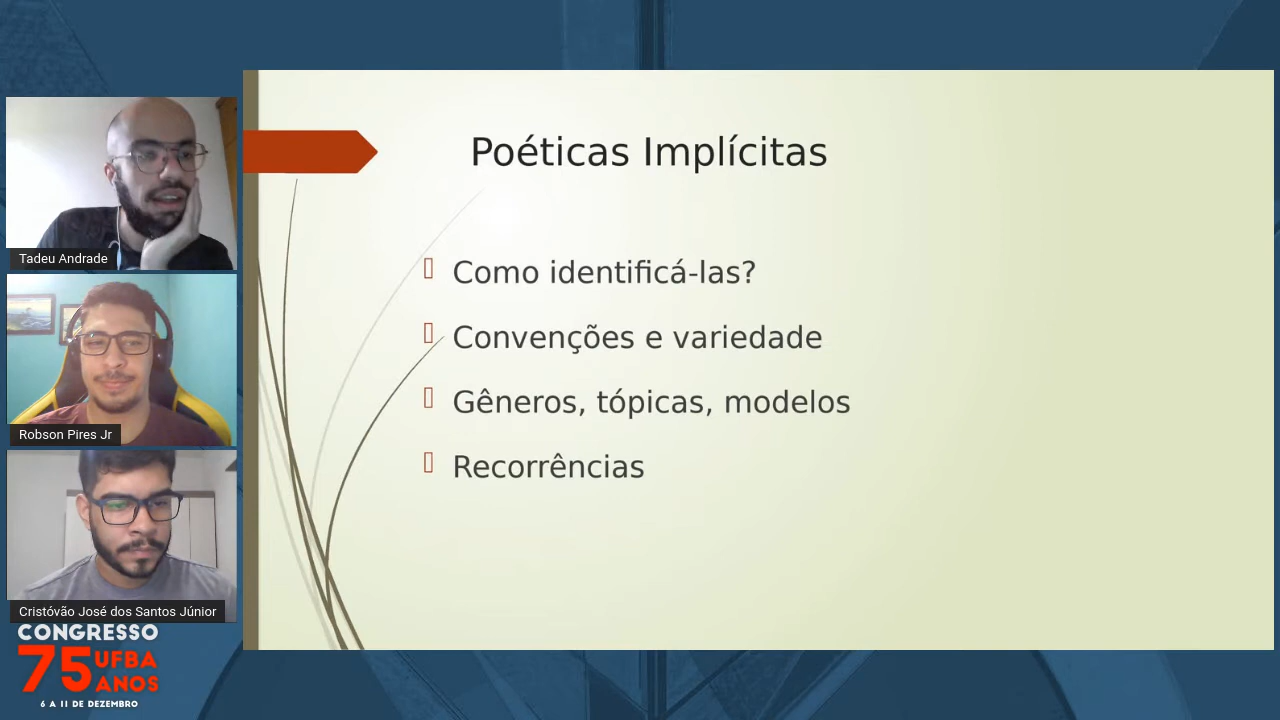 Poéticas Implícitas
Como identificá-las?
Convenções e variedade
Gêneros, tópicas, modelos
Recorrências
Tadeu Andrade
Robson Pires Jr
Cristóvão José dos Santos Júnior
CONGRESSO
75 UFBA
ANOS
6 A 11 DE DEZEMBRO